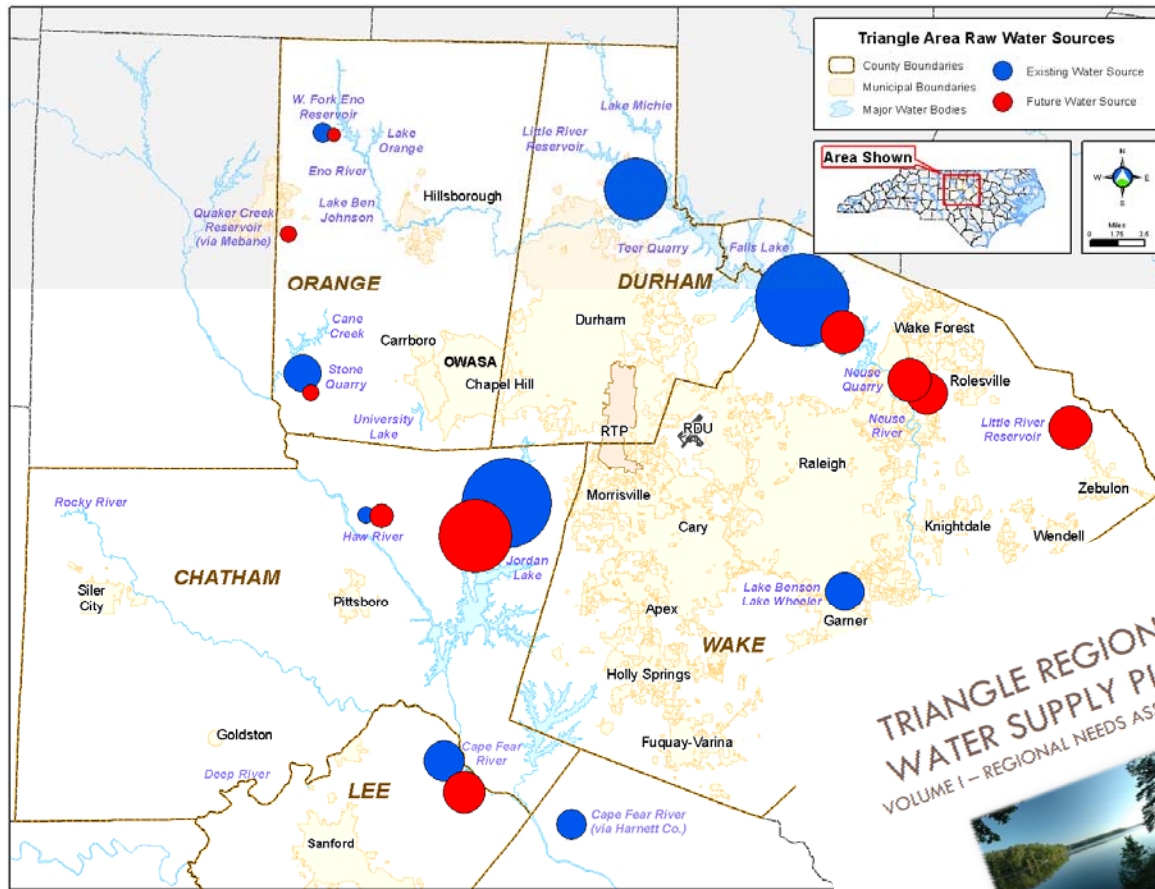 Triangle Area Raw Water Sources
County Boundaries
Municipal Boundaries
Major Water Bodies
Existing Water Source
Future Water Source
Area Shown
N
W
E
S
Miles
0 1.75 3.5
W. Fork Eno
Reservoir
Lake
Orange
Eno River
Lake Ben
Johnson
Hillsborough
Quaker Creek
Reservoir
(via Mebane)
ORANGE
Cane
Creek
Stone
Quarry
Carrboro
OWASA
Chapel Hill
University
Lake
Lake Michie
Little River
Reservoir
Teer Quarry
DURHAM
Durham
Falls Lake
Wake Forest
Neuse
Quarry
Rolesville
Neuse
River
Little River
Reservoir
Zebulon
RTP
RDU
Raleigh
Morrisville
Cary
Knightdale
Wendell
Rocky River
Haw River
Jordan
Lake
CHATHAM
Siler
City
Pittsboro
Lake Benson
Lake Wheeler
Garner
Apex
WAKE
Holly Springs
Fuquay-Varina
Goldston
Deep River
Cape Fear
River
LEE
Sanford
Cape Fear River
(via Harnett Co.)
TRIANGLE REGION
WATER SUPPLY PL
VOLUME I – REGIONAL NEEDS ASS